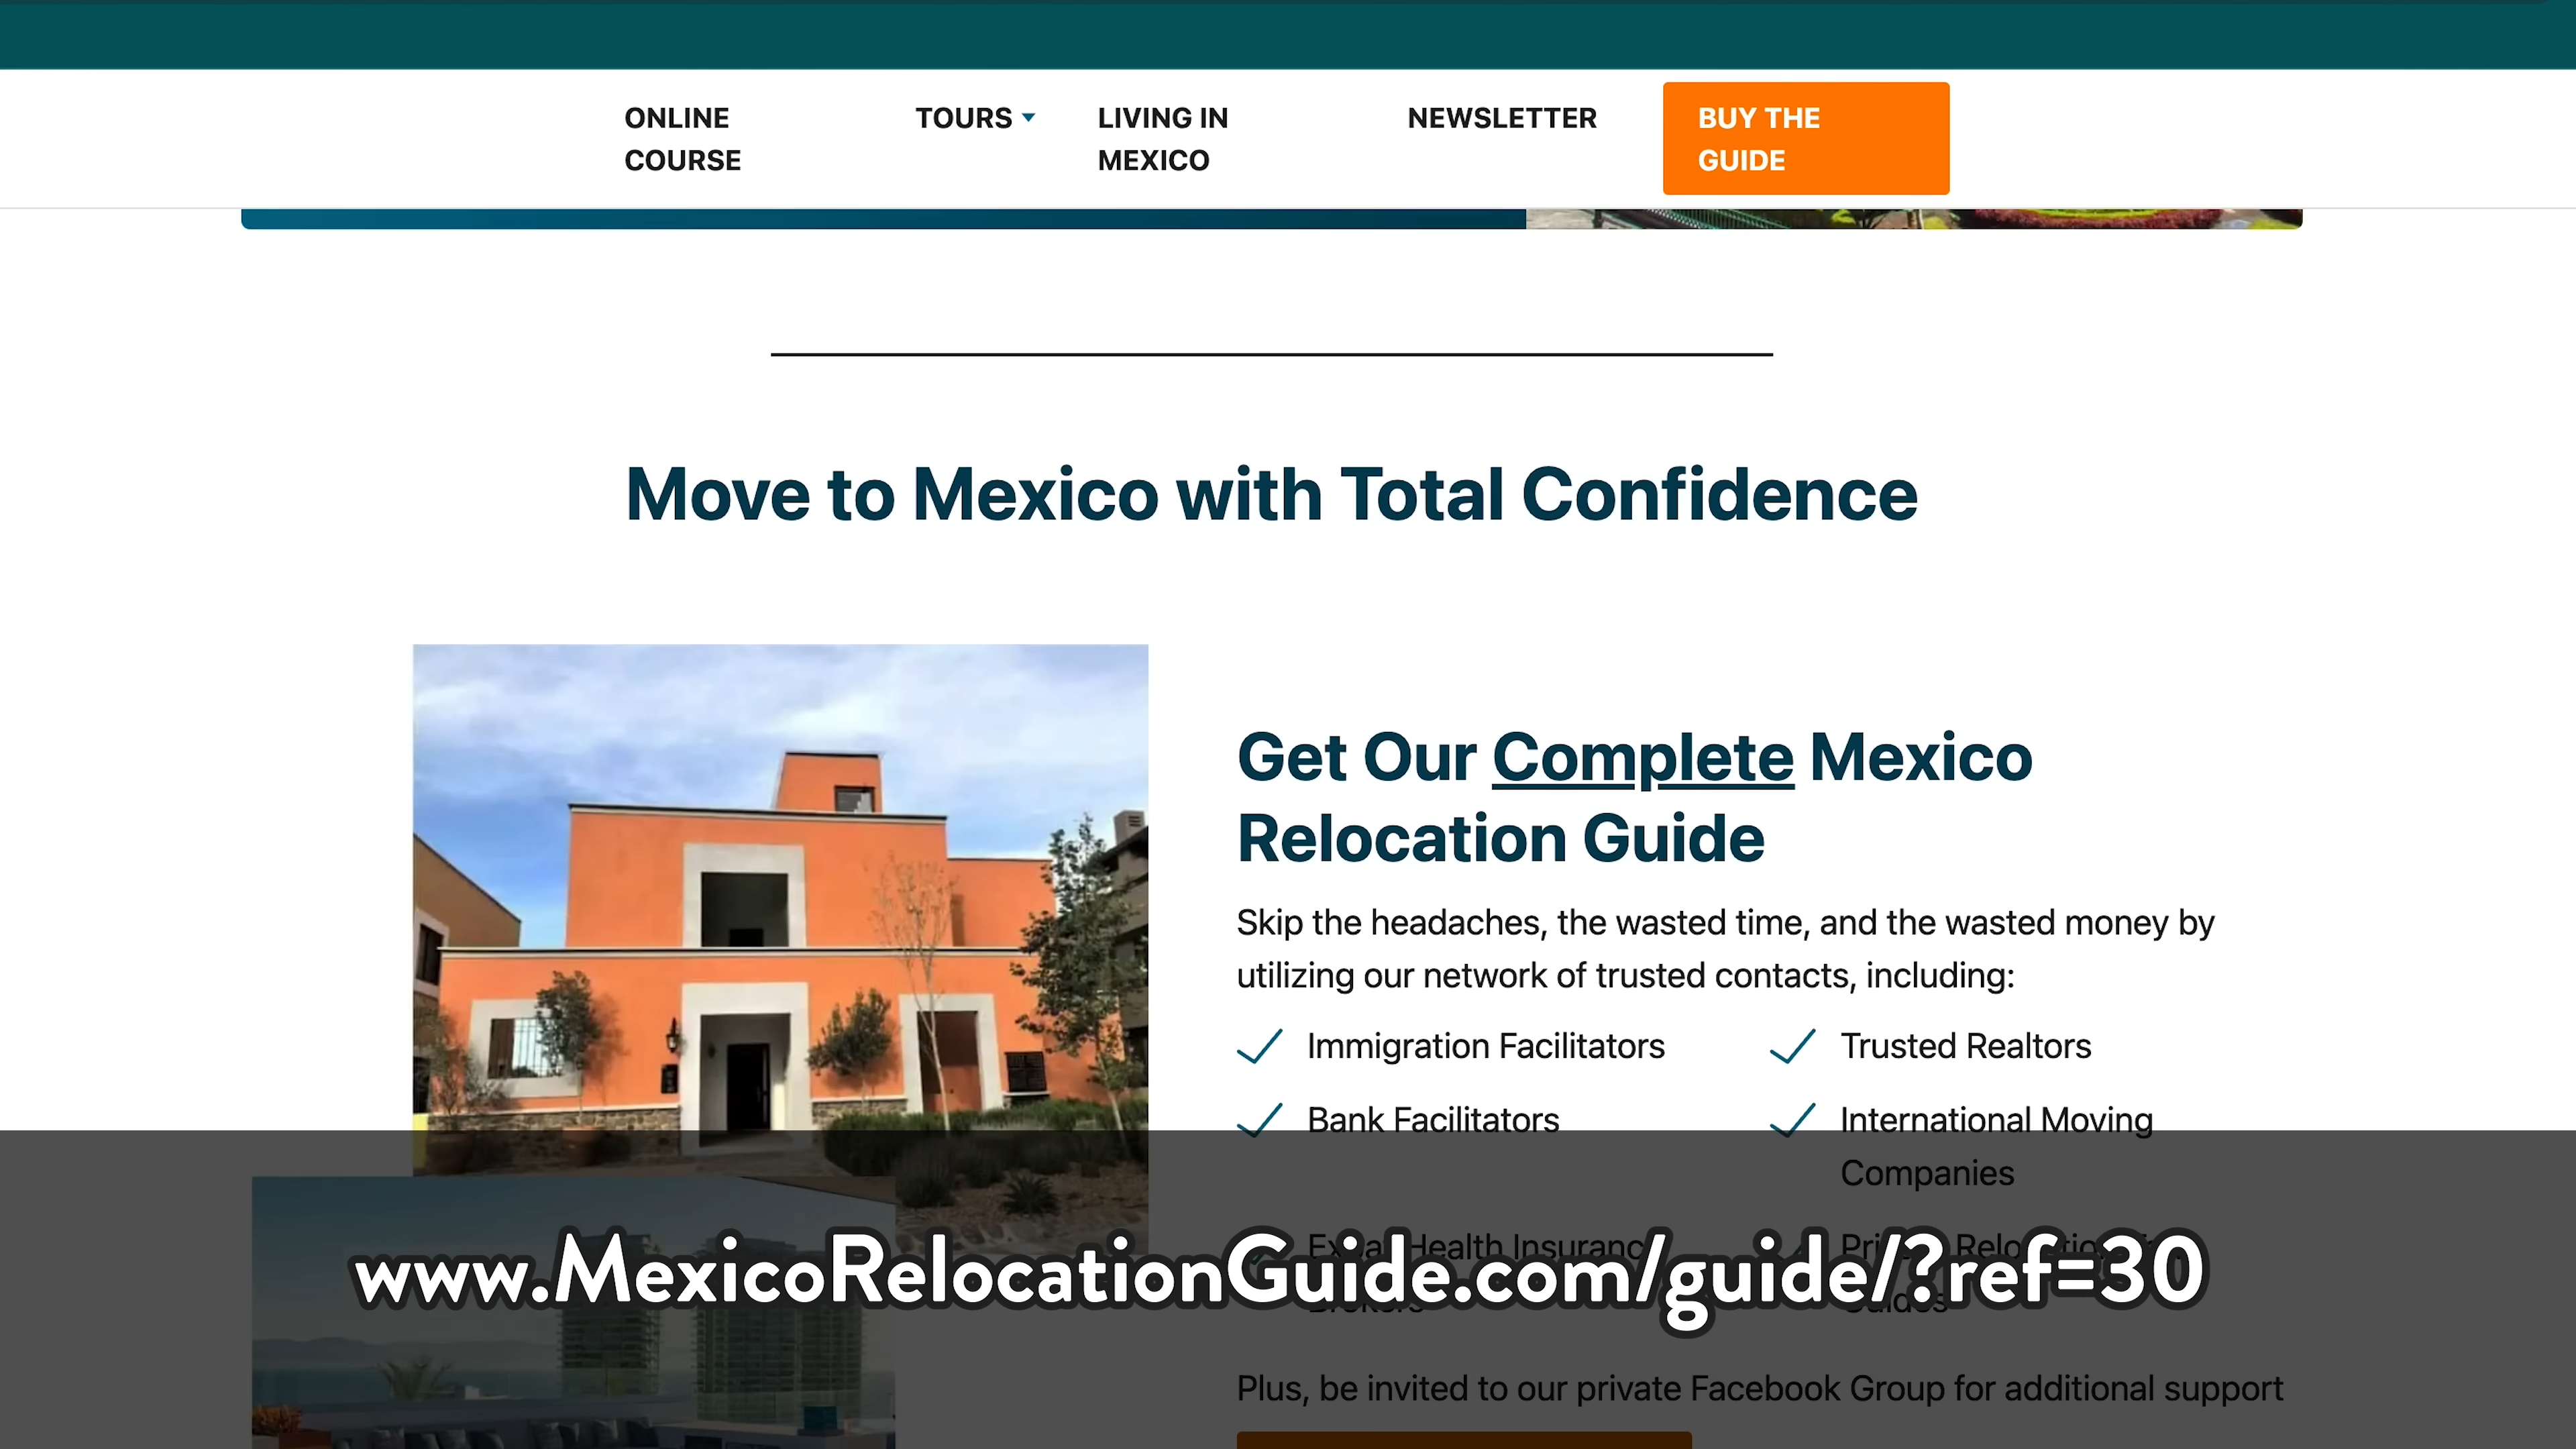 ONLINE
COURSE
TOURS
LIVING IN
MEXICO
NEWSLETTER
BUY THE
GUIDE
Move to Mexico with Total Confidence
Get Our Complete Mexico
Relocation Guide
Skip the headaches, the wasted time, and the wasted money by
utilizing our network of trusted contacts, including:
Immigration Facilitators
Trusted Realtors
Bank Facilitators
International Moving
Companies
Health
www.MexicoRelocationGuide.com/guide/?ref=30
Plus, be invited to our private Facebook Group for additional support